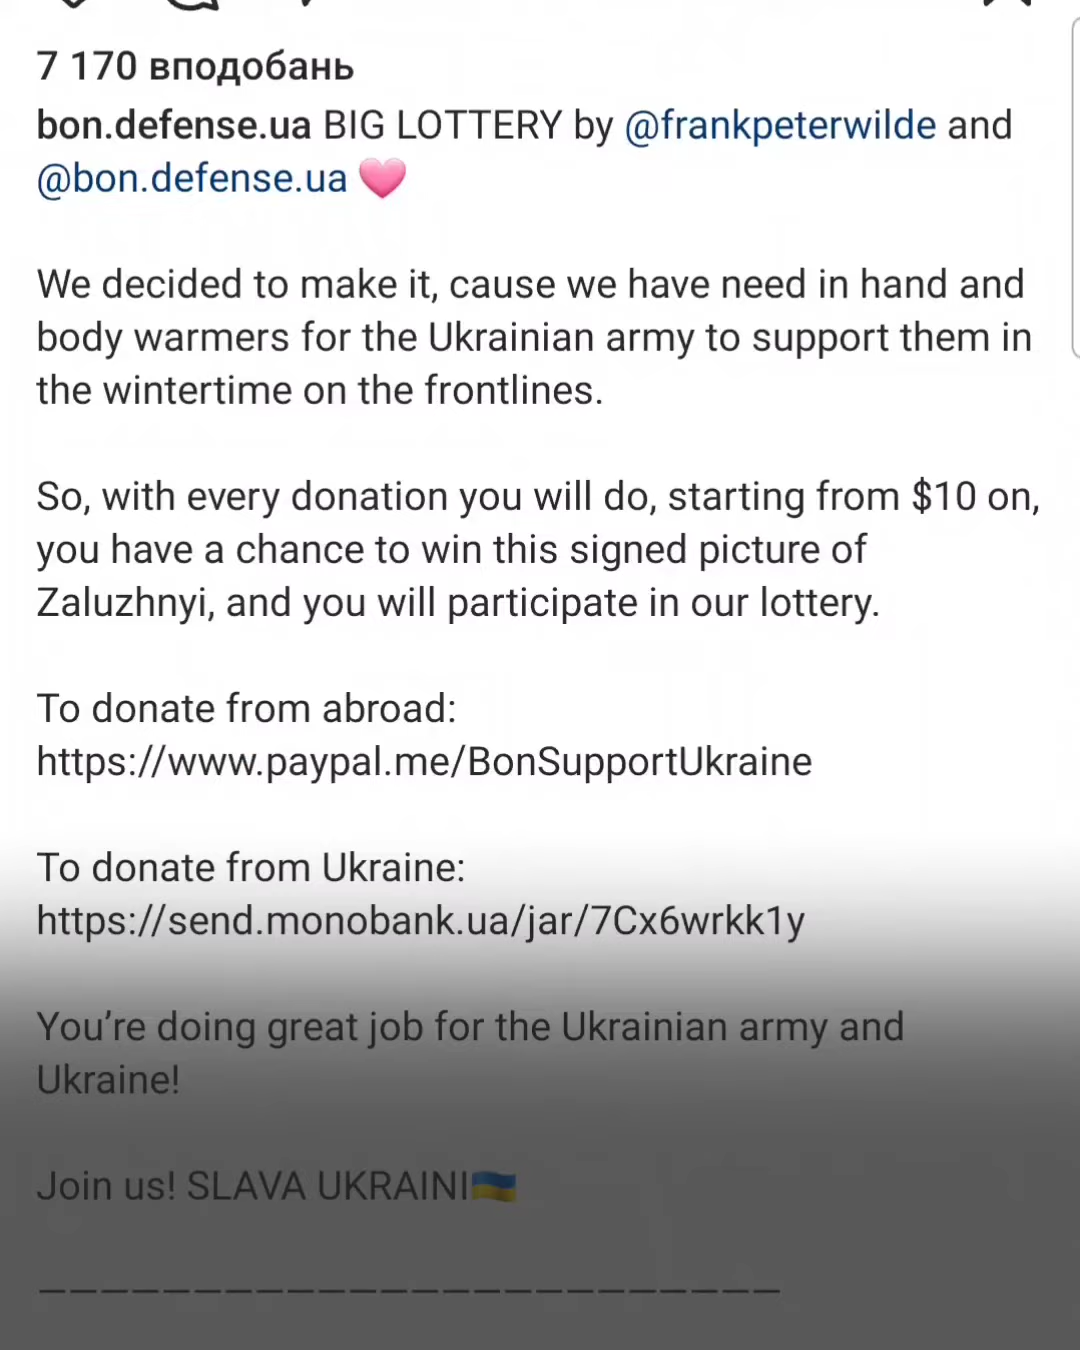 7 170 вподобань
bon.defense.ua BIG LOTTERY by @frankpeterwilde and
@bon.defense.ua 🩷
We decided to make it, cause we have need in hand and
body warmers for the Ukrainian army to support them in
the wintertime on the frontlines.
So, with every donation you will do, starting from $10 on,
you have a chance to win this signed picture of
Zaluzhnyi, and you will participate in our lottery.
To donate from abroad:
https://www.paypal.me/BonSupportUkraine
To donate from Ukraine:
https://send.monobank.ua/jar/7Cx6wrkk1y
You’re doing great job for the Ukrainian army and
Ukraine!
Join us! SLAVA UKRAINI🇺🇦
————————————————————————